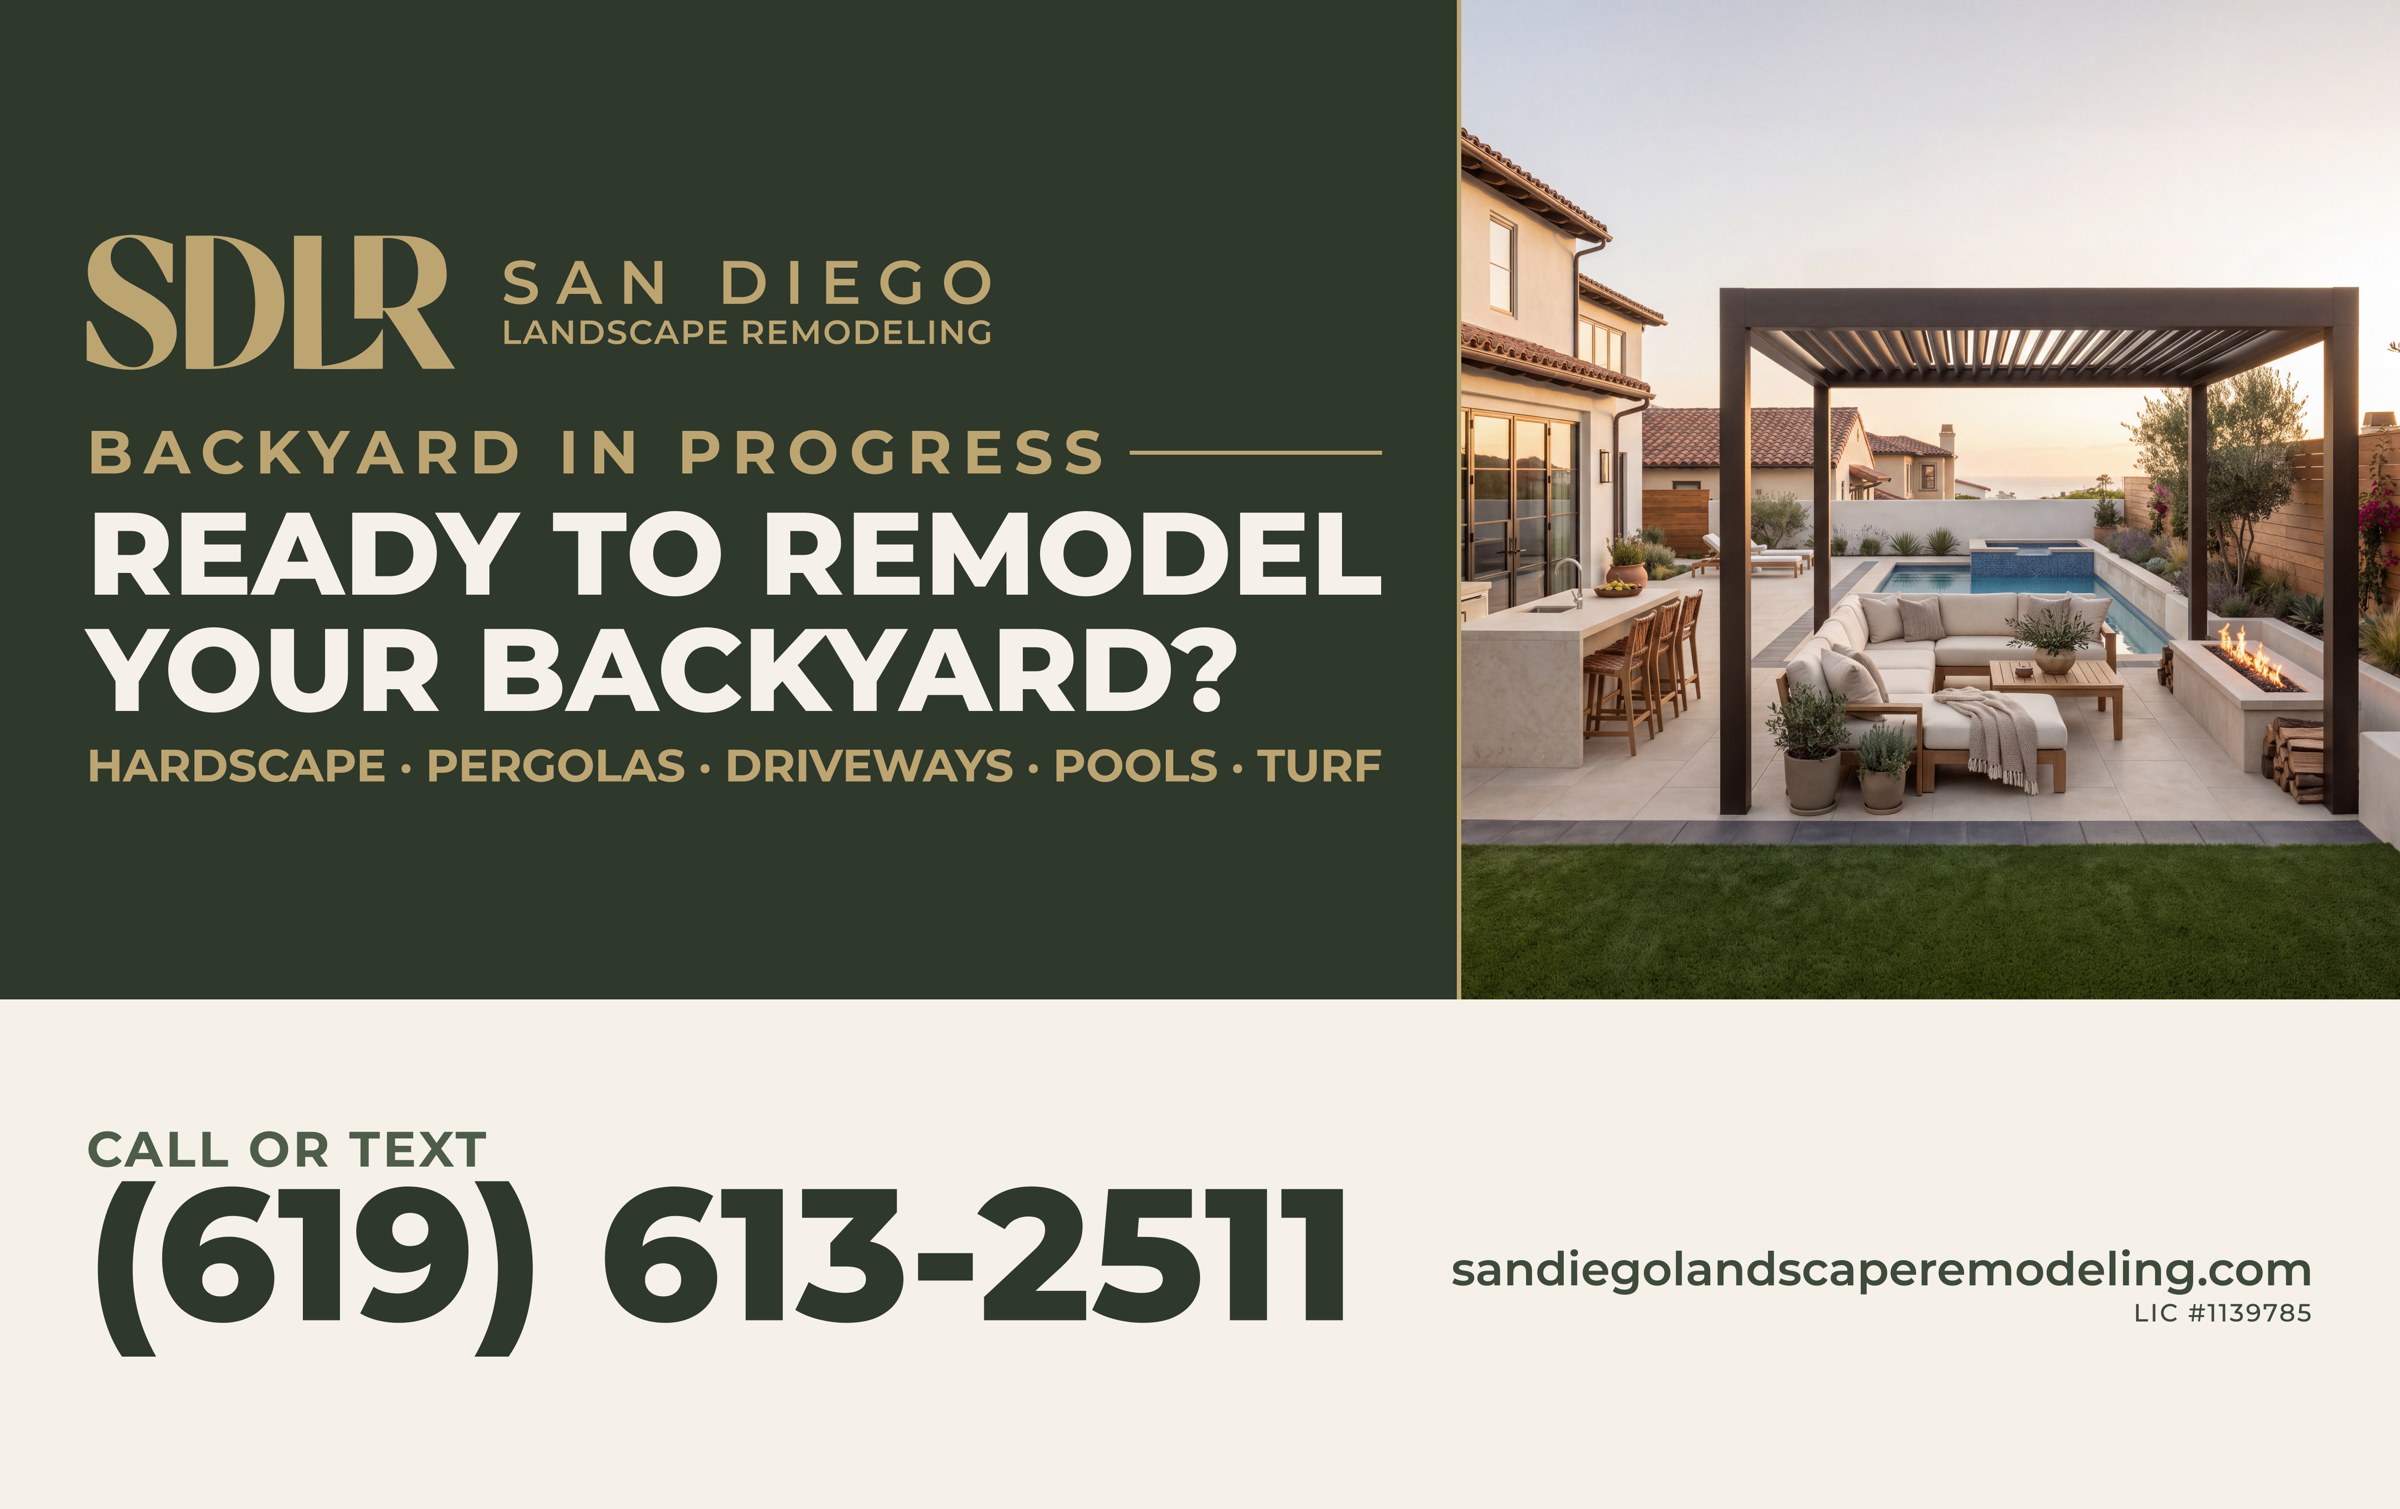 SDLR
SAN DIEGO
LANDSCAPE REMODELING
BACKYARD IN PROGRESS
READY TO REMODEL
YOUR BACKYARD?
HARDSCAPE · PERGOLAS · DRIVEWAYS · POOLS · TURF
CALL OR TEXT
(619) 613-2511
sandiegolandscaperemodeling.com
LIC #1139785